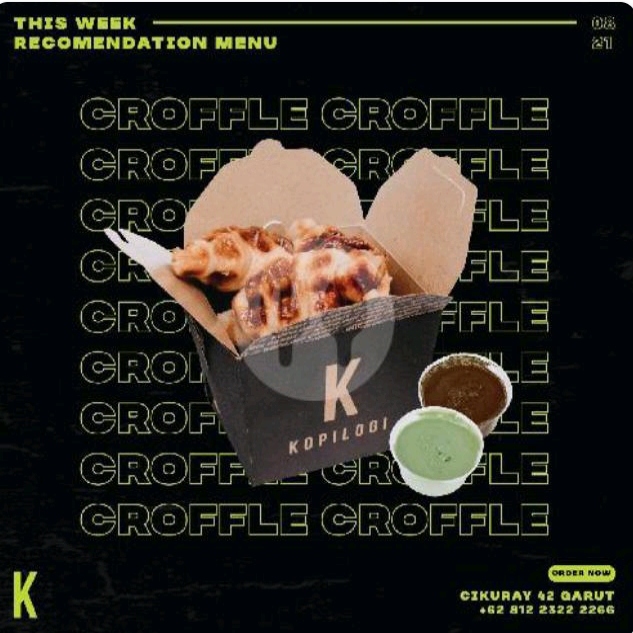 THIS WEEK
RECOMENDATION MENU
08
21
CROFFLE CROFFLE
CROFFLE CROFFLE
CROFFLE CROFFLE
CROFFLE CROFFLE
CROFFLE CROFFLE
CROFFLE CROFFLE
CROFFLE CROFFLE
CROFFLE CROFFLE
CROFFLE CROFFLE
K
KOPILOGI
K
ORDER NOW
CIKURAY 42 GARUT
+62 812 2322 2266